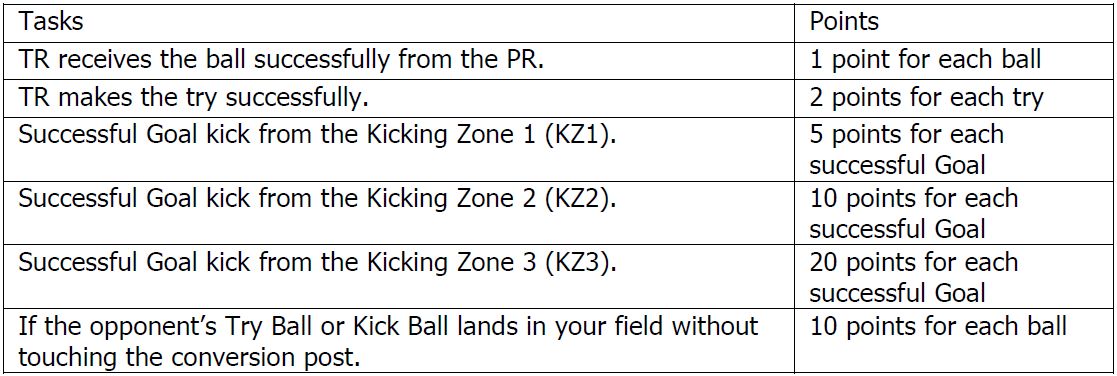 Tasks Points
TR receives the ball successfully from the PR. 1 point for each ball
TR makes the try successfully. 2 points for each try
Successful Goal kick from the Kicking Zone 1 (KZ1). 5 points for each
successful Goal
Successful Goal kick from the Kicking Zone 2 (KZ2). 10 points for each
successful Goal
Successful Goal kick from the Kicking Zone 3 (KZ3). 20 points for each
successful Goal
If the opponent’s Try Ball or Kick Ball lands in your field without 10 points for each ball
touching the conversion post.